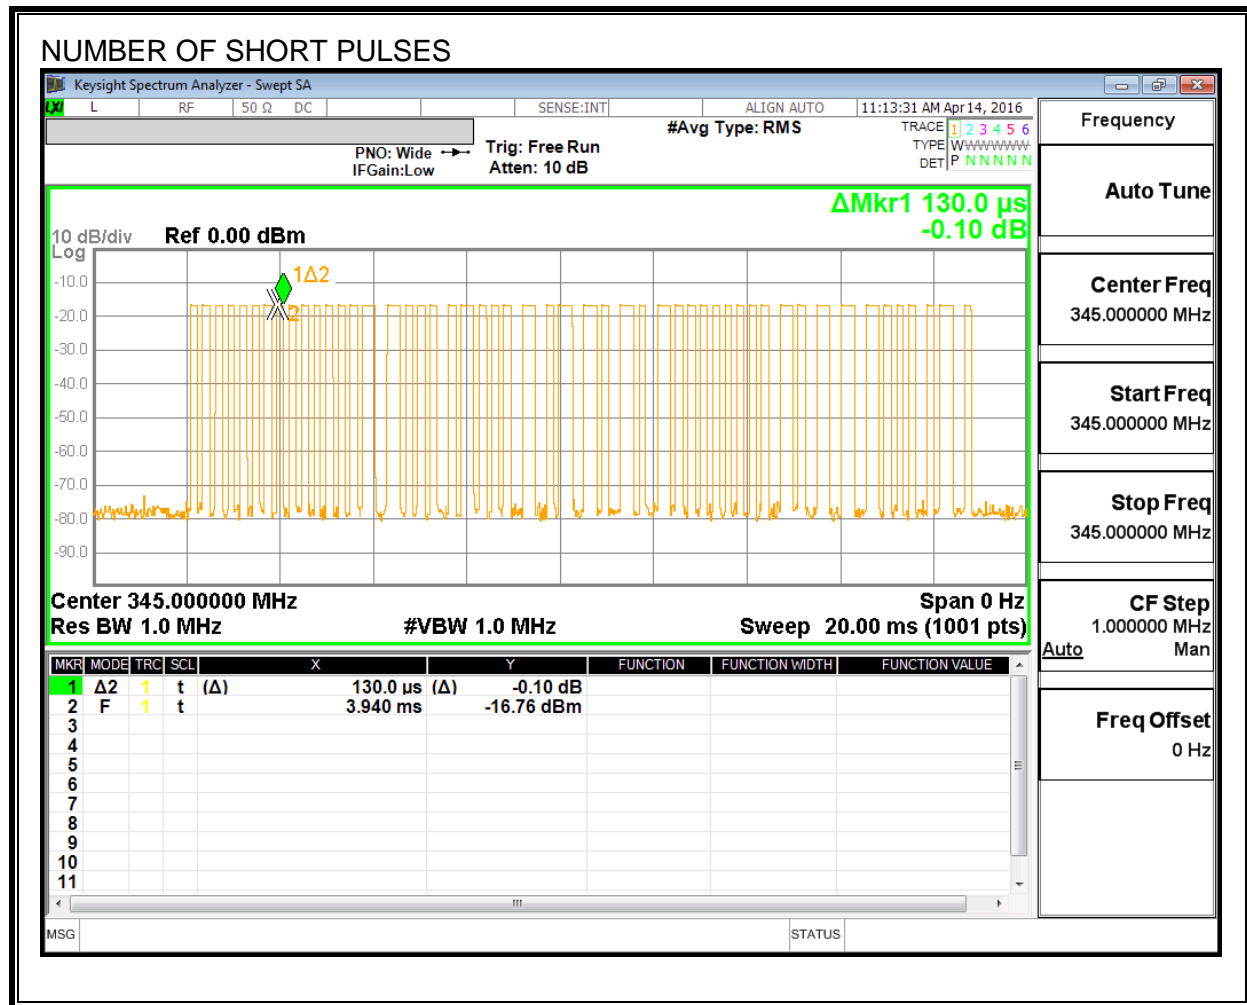 NUMBER OF SHORT PULSES
Keysight Spectrum Analyzer - Swept SA
LXI L RF 50 Ω DC SENSE:INT ALIGN AUTO 11:13:31 AM Apr 14, 2016
#Avg Type: RMS TRACE 1 2 3 4 5 6
PNO: Wide Trig: Free Run TYPE WWWWWW
IFGain:Low Atten: 10 dB DET P N N N N N
Frequency
Auto Tune
ΔMkr1 130.0 µs
-0.10 dB
10 dB/div Ref 0.00 dBm
Log
1Δ2
2
-10.0
-20.0
-30.0
-40.0
-50.0
-60.0
-70.0
-80.0
-90.0
Center Freq
345.000000 MHz
Start Freq
345.000000 MHz
Stop Freq
345.000000 MHz
Center 345.000000 MHz Span 0 Hz
Res BW 1.0 MHz #VBW 1.0 MHz Sweep 20.00 ms (1001 pts)
CF Step
1.000000 MHz
Auto Man
MKR MODE TRC SCL X Y FUNCTION FUNCTION WIDTH FUNCTION VALUE
1 Δ2 1 t (Δ) 130.0 µs (Δ) -0.10 dB
2 F 1 t 3.940 ms -16.76 dBm
3
4
5
6
7
8
9
10
11
Freq Offset
0 Hz
MSG STATUS